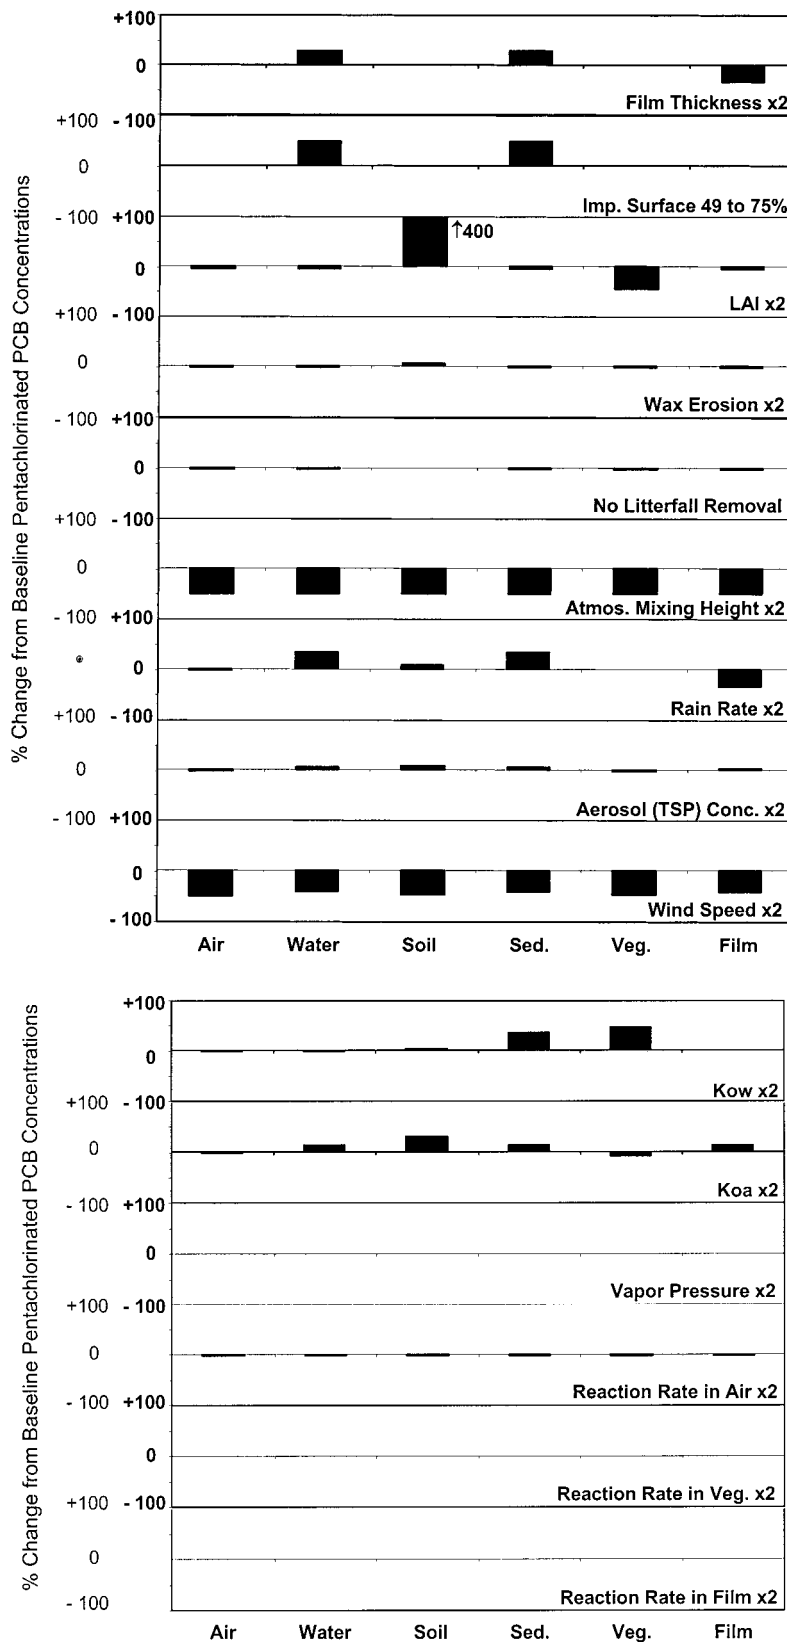 % Change from Baseline Pentachlorinated PCB Concentrations
+100
0
Film Thickness x2
+100 - 100
0
Imp. Surface 49 to 75%
- 100 +100
↑400
0
LAI x2
+100 - 100
0
Wax Erosion x2
- 100 +100
0
No Litterfall Removal
+100 - 100
0
Atmos. Mixing Height x2
- 100 +100
0
Rain Rate x2
+100 - 100
0
Aerosol (TSP) Conc. x2
- 100 +100
0
Wind Speed x2
- 100
Air Water Soil Sed. Veg. Film
% Change from Baseline Pentachlorinated PCB Concentrations
+100
0
Kow x2
+100 - 100
0
Koa x2
- 100 +100
0
Vapor Pressure x2
+100 - 100
0
Reaction Rate in Air x2
- 100 +100
0
Reaction Rate in Veg. x2
+100 - 100
0
Reaction Rate in Film x2
- 100
Air Water Soil Sed. Veg. Film